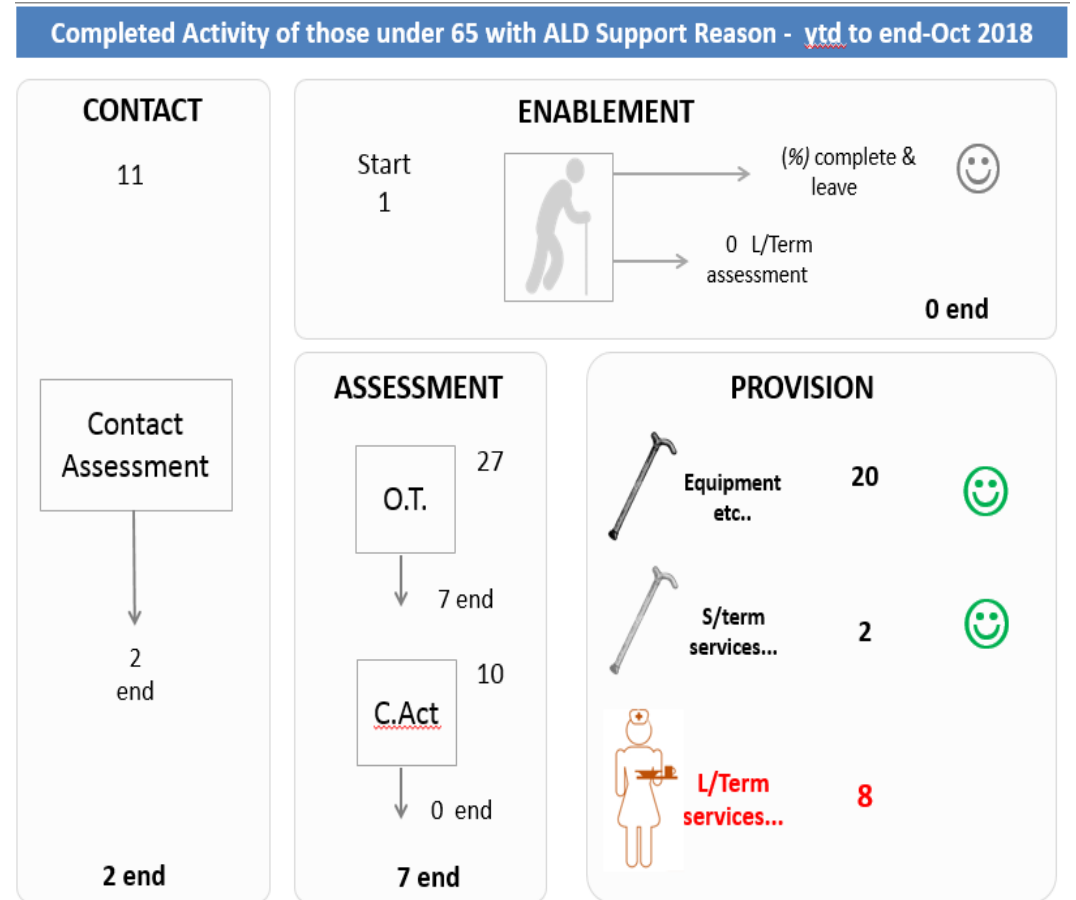 Completed Activity of those under 65 with ALD Support Reason - ytd to end-Oct 2018
CONTACT
11
Contact
Assessment
2
end
2 end
ENABLEMENT
Start
1
(%) complete &
leave
0 L/Term
assessment
0 end
ASSESSMENT
O.T.
27
7 end
C.Act
10
0 end
7 end
PROVISION
Equipment
etc..
20
S/term
services...
2
L/Term
services...
8